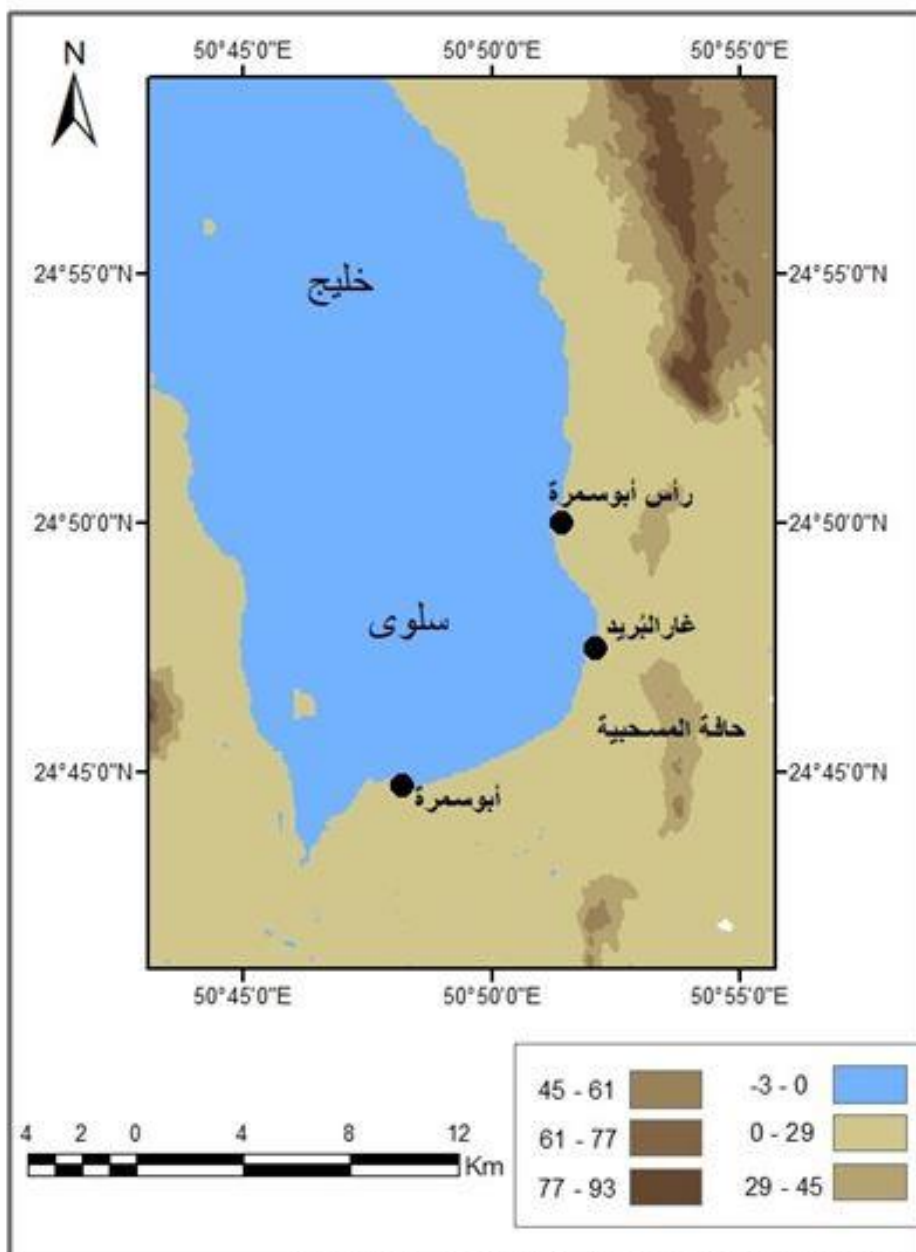 N
50°45'0"E 50°50'0"E 50°55'0"E
24°55'0"N 24°55'0"N
خليج
رأس أبوسمرة
24°50'0"N 24°50'0"N
غارالبُريد
سلوى
حافة المسحبية
24°45'0"N 24°45'0"N
أبوسمرة
50°45'0"E 50°50'0"E 50°55'0"E
45 - 61 -3 - 0
61 - 77 0 - 29
77 - 93 29 - 45
4 2 0 4 8 12
Km